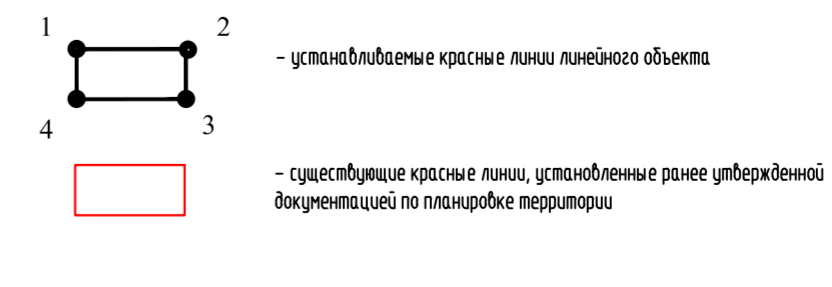 1
2
– устанавливаемые красные линии линейного объекта
4
3
– существующие красные линии, установленные ранее утвержденной
документацией по планировке территории